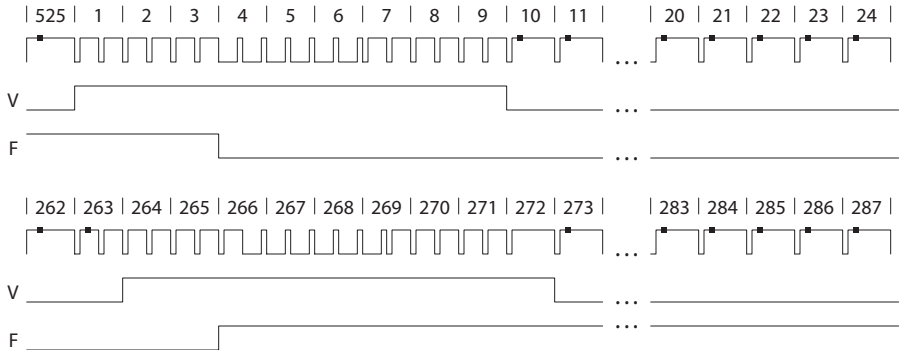 | 525 | 1 | 2 | 3 | 4 | 5 | 6 | 7 | 8 | 9 | 10 | 11 | | 20 | 21 | 22 | 23 | 24 |
...
V ...
F ...
| 262 | 263 | 264 | 265 | 266 | 267 | 268 | 269 | 270 | 271 | 272 | 273 | | 283 | 284 | 285 | 286 | 287 |
...
V ...
F ...